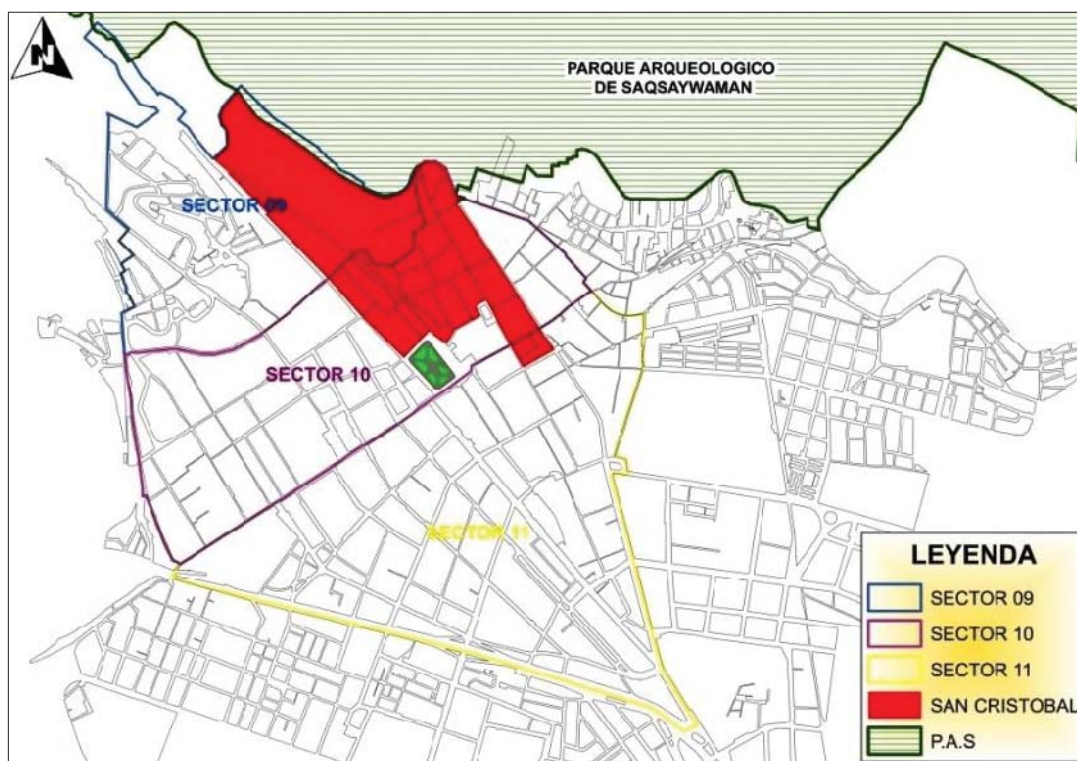 N
PARQUE ARQUEOLOGICO
DE SAQSAYWAMAN
SECTOR 09
SECTOR 10
SECTOR 11
LEYENDA
SECTOR 09
SECTOR 10
SECTOR 11
SAN CRISTOBAL
P.A.S